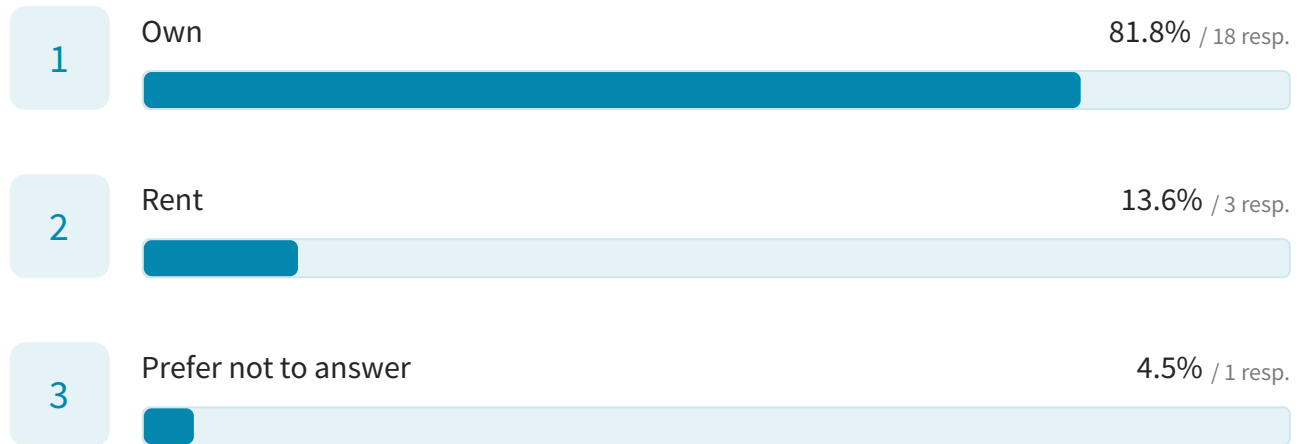 1
Own 81.8% / 18 resp.
2
Rent 13.6% / 3 resp.
3
Prefer not to answer 4.5% / 1 resp.